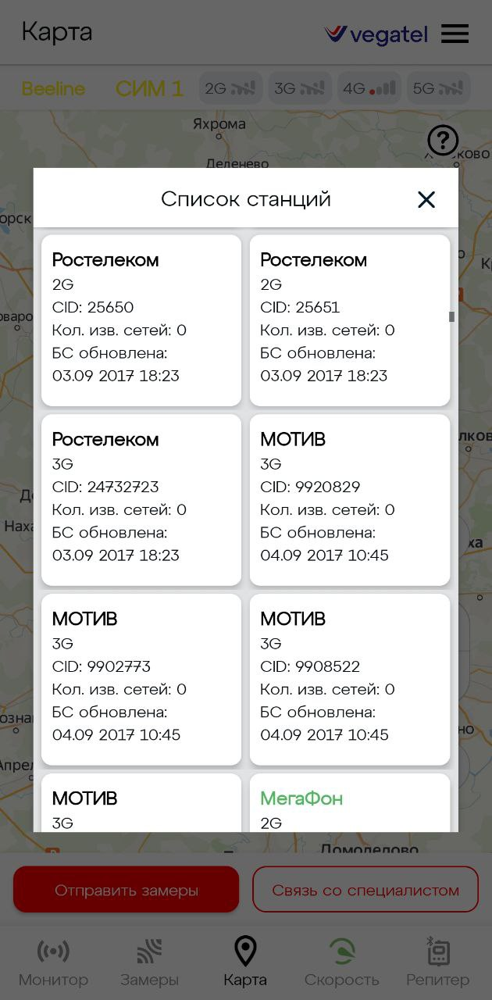 Карта
vegatel
Beeline СИМ 1 2G 3G 4G 5G
Яхрома
Деленево
Список станций
Ростелеком
2G
CID: 25650
Кол. изв. сетей: 0
БС обновлена:
03.09 2017 18:23
Ростелеком
2G
CID: 25651
Кол. изв. сетей: 0
БС обновлена:
03.09 2017 18:23
Ростелеком
3G
CID: 24732723
Кол. изв. сетей: 0
БС обновлена:
03.09 2017 18:23
МОТИВ
3G
CID: 9920829
Кол. изв. сетей: 0
БС обновлена:
04.09 2017 10:45
МОТИВ
3G
CID: 9902773
Кол. изв. сетей: 0
БС обновлена:
04.09 2017 10:45
МОТИВ
3G
CID: 9908522
Кол. изв. сетей: 0
БС обновлена:
04.09 2017 10:45
МОТИВ
3G
МегаФон
2G
Домодедово
Отправить замеры
Связь со специалистом
Монитор Замеры Карта Скорость Репитер